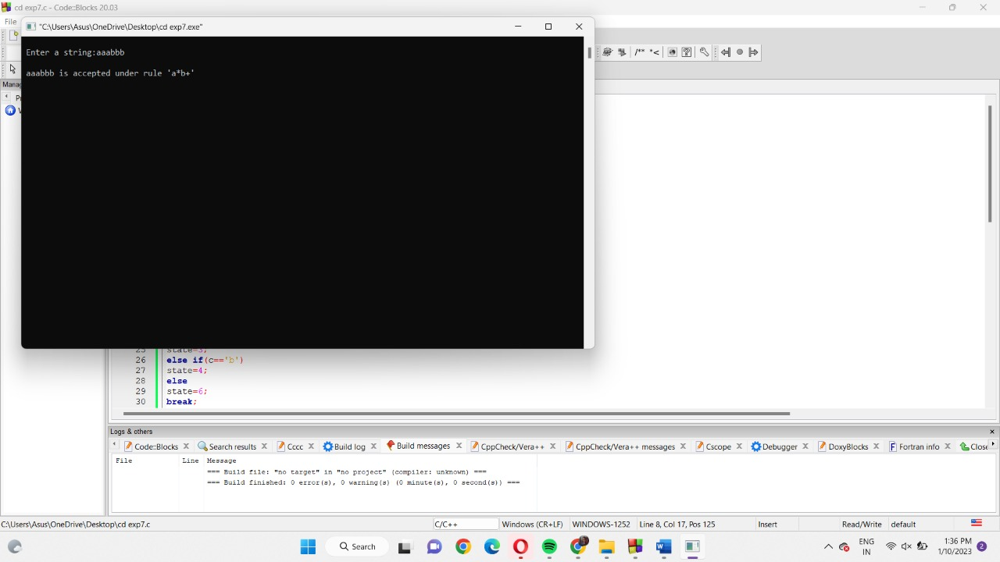 cd exp7.c - Code::Blocks 20.03
File
"C:\Users\Asus\OneDrive\Desktop\cd exp7.exe"
Enter a string:aaabbb
aaabbb is accepted under rule 'a*b+'
/** *<
Manag
26 else if(c=='b')
27 state=4;
28 else
29 state=6;
30 break;
Logs & others
Code::Blocks Search results Cccc Build log Build messages CppCheck/Vera++ CppCheck/Vera++ messages Cscope Debugger DoxyBlocks Fortran info Close
File Line Message
=== Build file: "no target" in "no project" (compiler: unknown) ===
=== Build finished: 0 error(s), 0 warning(s) (0 minute(s), 0 second(s)) ===
C:\Users\Asus\OneDrive\Desktop\cd exp7.c C/C++ Windows (CR+LF) WINDOWS-1252 Line 8, Col 17, Pos 125 Insert Read/Write default
Search
ENG
IN
1:36 PM
1/10/2023
2